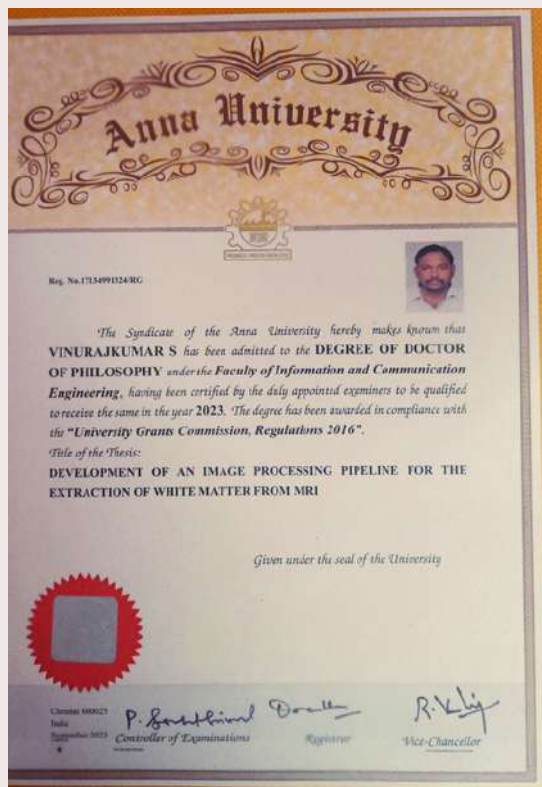 Anna University
Reg. No.17134991324/RG
The Syndicate of the Anna University hereby makes known that
VINURAJKUMAR S has been admitted to the DEGREE OF DOCTOR
OF PHILOSOPHY under the Faculty of Information and Communication
Engineering, having been certified by the duly appointed examiners to be qualified
to receive the same in the year 2023. The degree has been awarded in compliance with
the "University Grants Commission, Regulations 2016".
Title of the Thesis:
DEVELOPMENT OF AN IMAGE PROCESSING PIPELINE FOR THE
EXTRACTION OF WHITE MATTER FROM MRI
Given under the seal of the University
Chennai 600025
India
2023
Controller of Examinations
Registrar
Vice-Chancellor